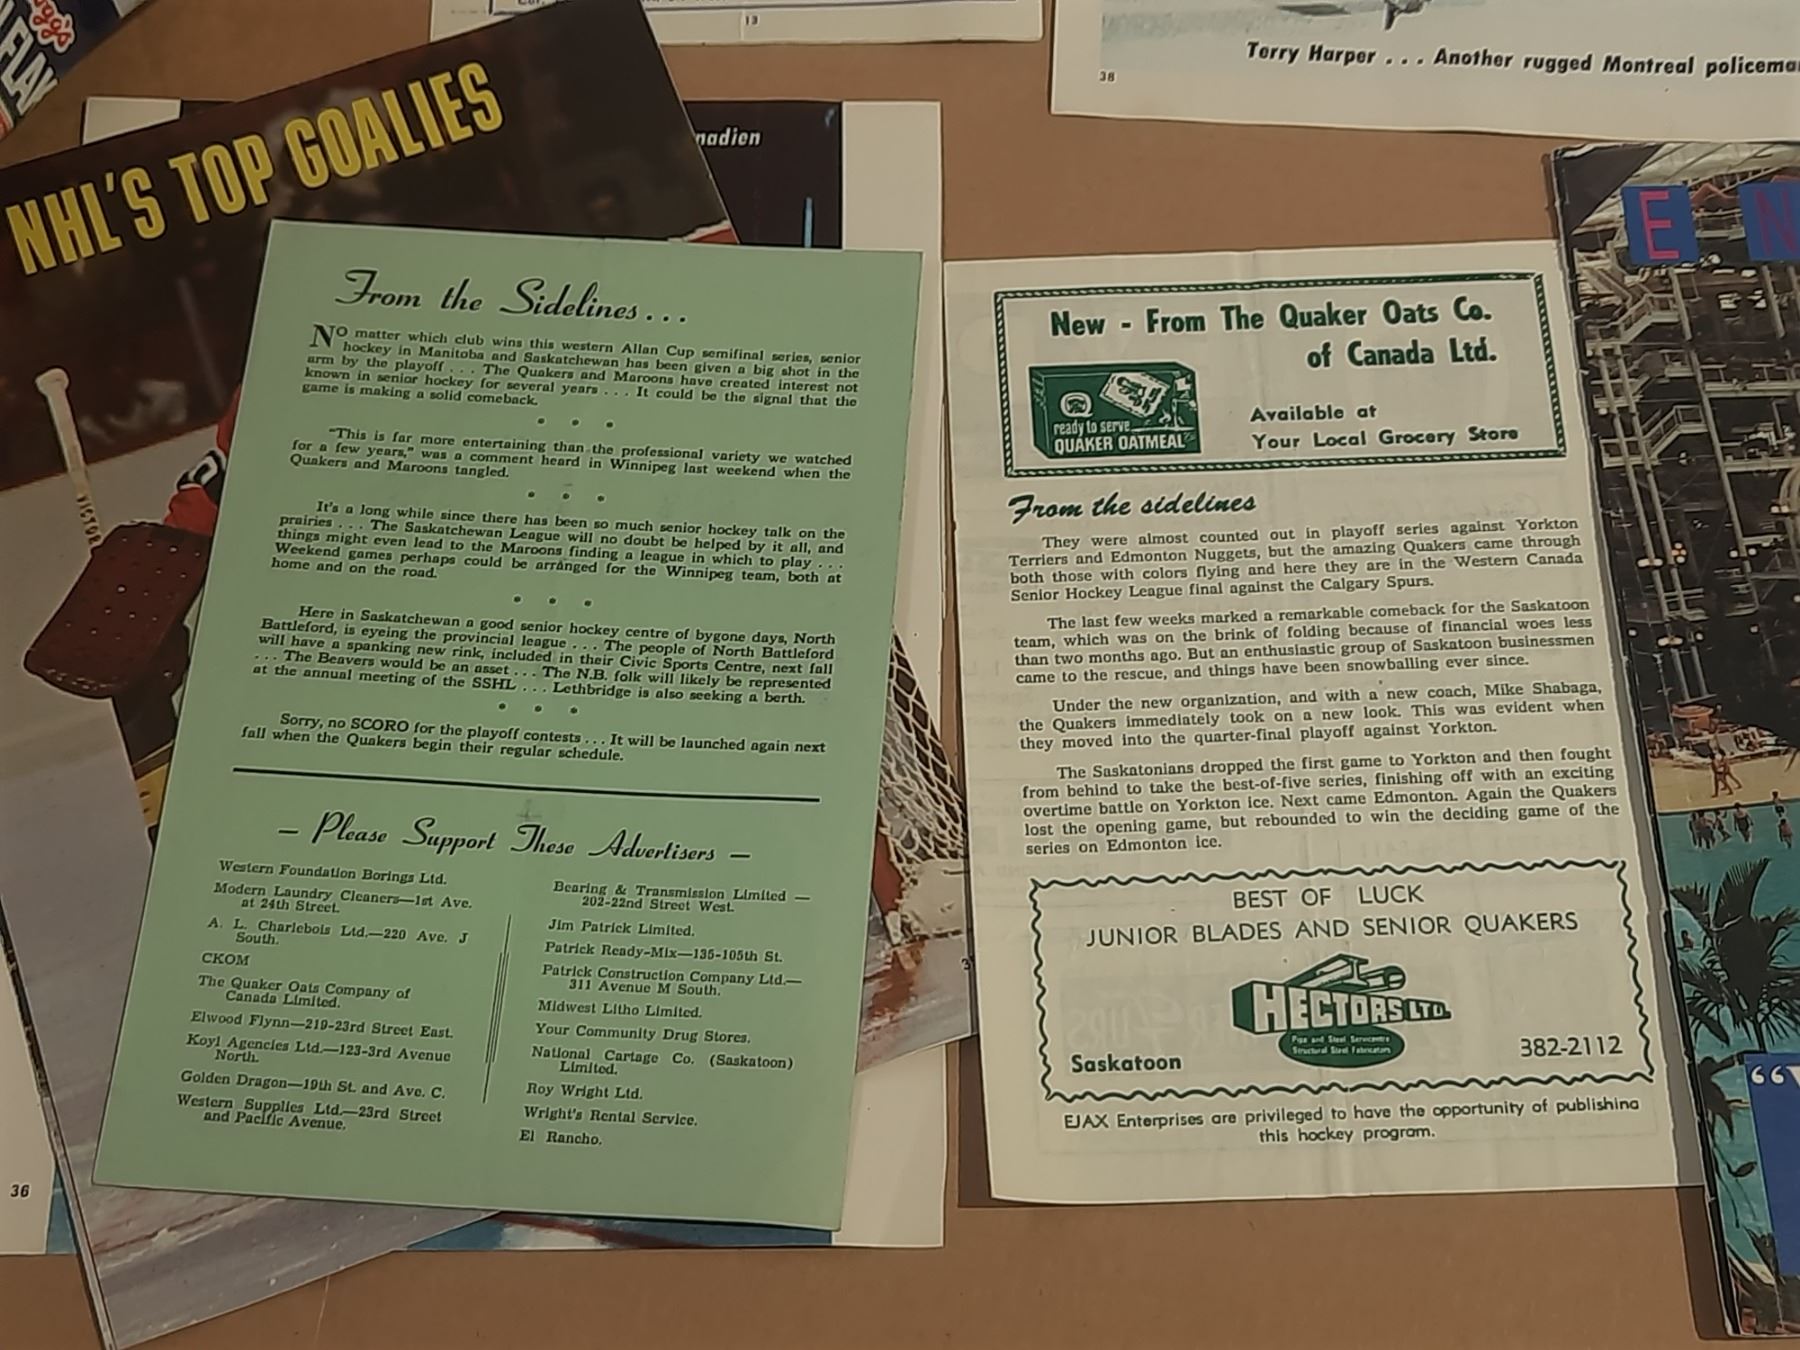 13
38
Terry Harper . . . Another rugged Montreal
NHL'S TOP GOALIES
nadien
E N
VICTOR
From the Sidelines . . .
NO matter which club wins this western Allan Cup semifinal series, senior
hockey in Manitoba and Saskatchewan has been given a big shot in the
arm by the playoff . . . The Quakers and Maroons have created interest not
known in senior hockey for several years . . . It could be the signal that the
game is making a solid comeback.
"This is far more entertaining than the professional variety we watched
for a few years," was a comment heard in Winnipeg last weekend when the
Quakers and Maroons tangled.
It's a long while since there has been so much senior hockey talk on the
prairies . . . The Saskatchewan League will no doubt be helped by it all, and
things might even lead to the Maroons finding a league in which to play . . .
Weekend games perhaps could be arranged for the Winnipeg team, both at
home and on the road.
Here in Saskatchewan a good senior hockey centre of bygone days, North
Battleford, is eyeing the provincial league . . . The people of North Battleford
will have a spanking new rink, included in their Civic Sports Centre, next fall
. . . The Beavers would be an asset . . . The N.B. folk will likely be represented
at the annual meeting of the SSHL . . . Lethbridge is also seeking a berth.
Sorry, no SCORO for the playoff contests . . . It will be launched again next
fall when the Quakers begin their regular schedule.
— Please Support These Advertisers —
Western Foundation Borings Ltd.
Modern Laundry Cleaners—1st Ave.
at 24th Street.
A. L. Charlebois Ltd.—220 Ave. J
South.
CKOM
The Quaker Oats Company of
Canada Limited.
Elwood Flynn—219-23rd Street East.
Koyl Agencies Ltd.—123-3rd Avenue
North.
Golden Dragon—19th St. and Ave. C.
Western Supplies Ltd.—23rd Street
and Pacific Avenue.
Bearing & Transmission Limited —
202-22nd Street West.
Jim Patrick Limited.
Patrick Ready-Mix—135-105th St.
Patrick Construction Company Ltd.—
311 Avenue M South.
Midwest Litho Limited.
Your Community Drug Stores.
National Cartage Co. (Saskatoon)
Limited.
Roy Wright Ltd.
Wright's Rental Service.
El Rancho.
36
New - From The Quaker Oats Co.
of Canada Ltd.
ready to serve
QUAKER OATMEAL
Available at
Your Local Grocery Store
From the sidelines
They were almost counted out in playoff series against Yorkton
Terriers and Edmonton Nuggets, but the amazing Quakers came through
both those with colors flying and here they are in the Western Canada
Senior Hockey League final against the Calgary Spurs.
The last few weeks marked a remarkable comeback for the Saskatoon
team, which was on the brink of folding because of financial woes less
than two months ago. But an enthusiastic group of Saskatoon businessmen
came to the rescue, and things have been snowballing ever since.
Under the new organization, and with a new coach, Mike Shabaga,
the Quakers immediately took on a new look. This was evident when
they moved into the quarter-final playoff against Yorkton.
The Saskatonians dropped the first game to Yorkton and then fought
from behind to take the best-of-five series, finishing off with an exciting
overtime battle on Yorkton ice. Next came Edmonton. Again the Quakers
lost the opening game, but rebounded to win the deciding game of the
series on Edmonton ice.
BEST OF LUCK
JUNIOR BLADES AND SENIOR QUAKERS
HECTORS LTD.
Pipe and Steel Servicentre
Structural Steel Fabricators
Saskatoon
382-2112
EJAX Enterprises are privileged to have the opportunity of publishing
this hockey program.